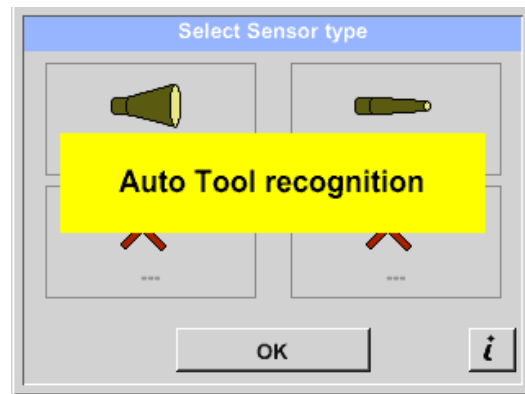 Select Sensor type
Auto Tool recognition
---
---
OK
i